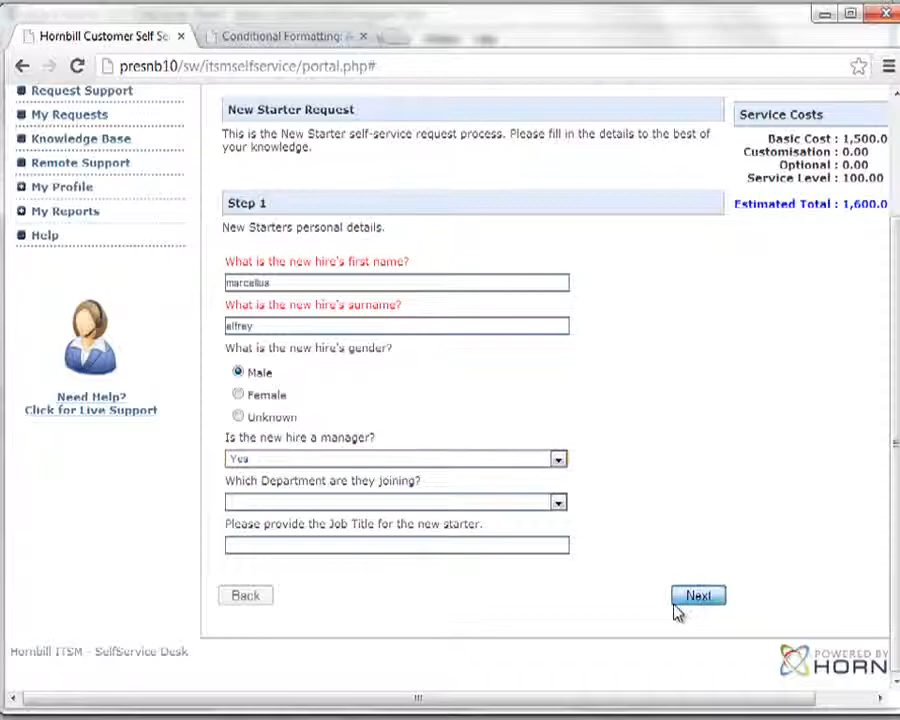 Hornbill Customer Self Se
Conditional Formatting: A
presnb10/sw/itsmselfservice/portal.php#
Request Support
My Requests
Knowledge Base
Remote Support
My Profile
My Reports
Help
Need Help?
Click for Live Support
New Starter Request
This is the New Starter self-service request process. Please fill in the details to the best of
your knowledge.
Step 1
New Starters personal details.
What is the new hire's first name?
marcellus
What is the new hire's surname?
alfrey
What is the new hire's gender?
Male
Female
Unknown
Is the new hire a manager?
Yes
Which Department are they joining?
Please provide the Job Title for the new starter.
Back
Next
Service Costs
Basic Cost : 1,500.0
Customisation : 0.00
Optional : 0.00
Service Level : 100.00
Estimated Total : 1,600.0
Hornbill ITSM - SelfService Desk
POWERED BY
HORN